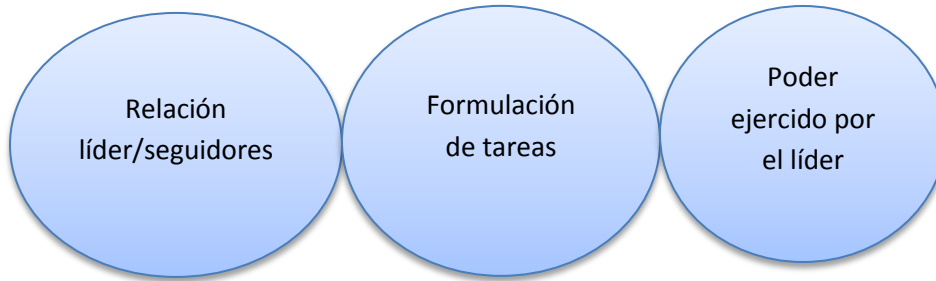 Relación
líder/seguidores
Formulación
de tareas
Poder
ejercido por
el líder